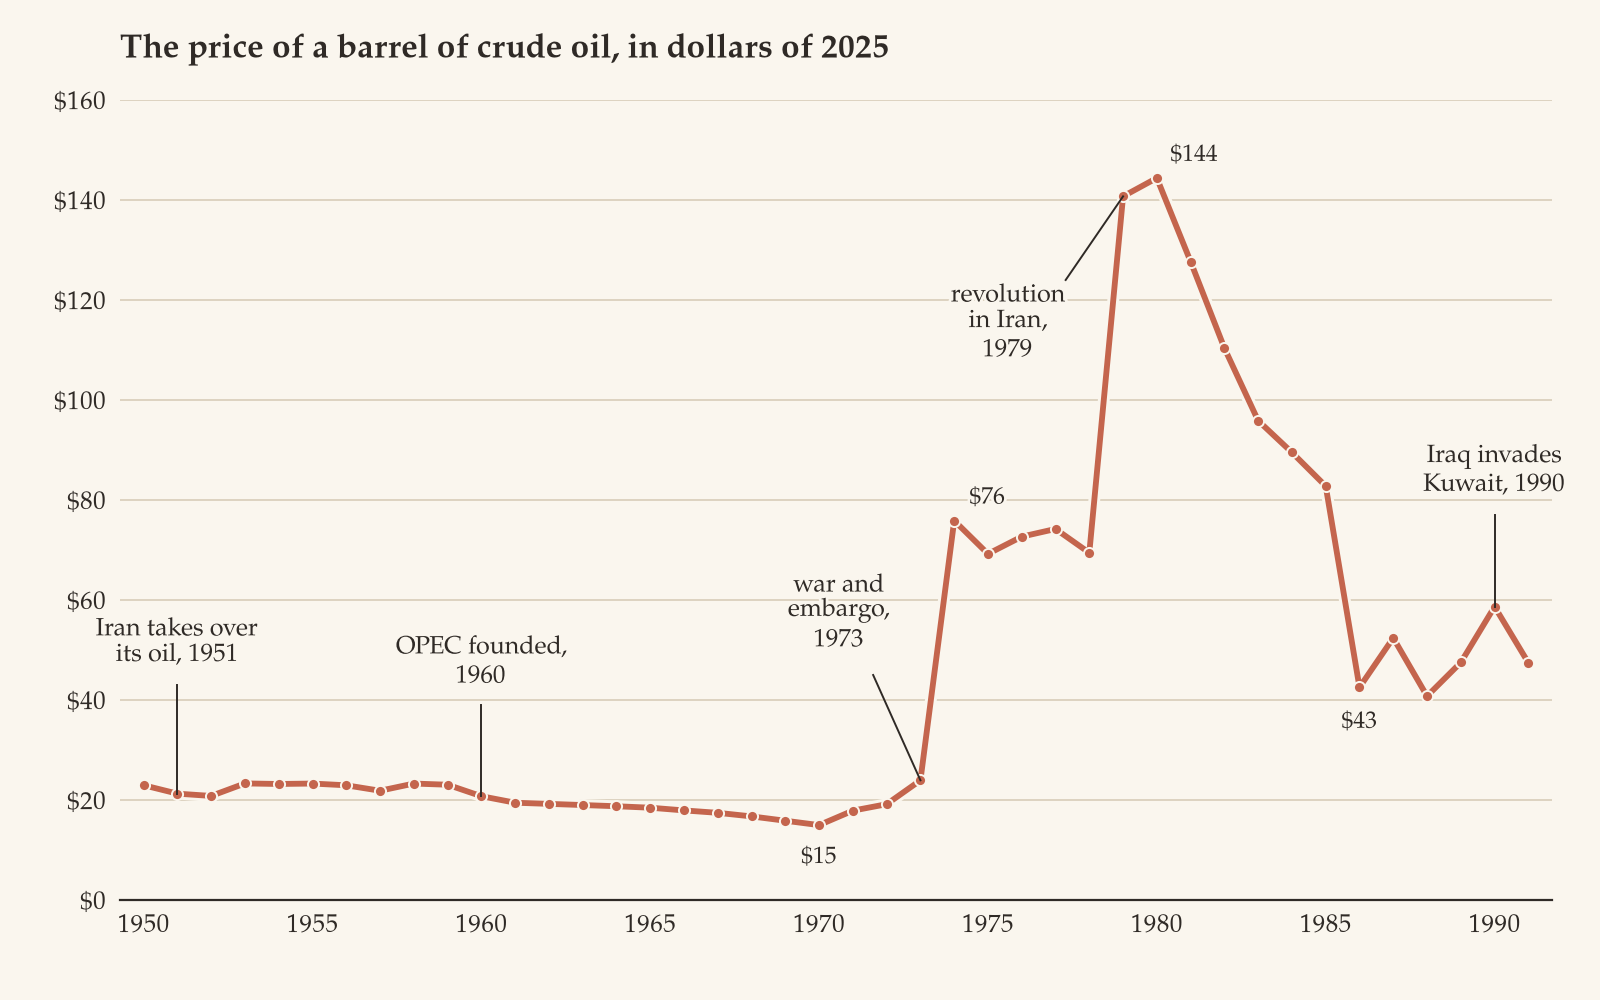 The price of a barrel of crude oil, in dollars of 2025
$160
$144
$140
revolution
in Iran,
1979
$120
$100
Iraq invades
Kuwait, 1990
$80
$76
war and
embargo,
1973
$60
Iran takes over
its oil, 1951
OPEC founded,
1960
$40
$43
$20
$15
$0
1950
1955
1960
1965
1970
1975
1980
1985
1990